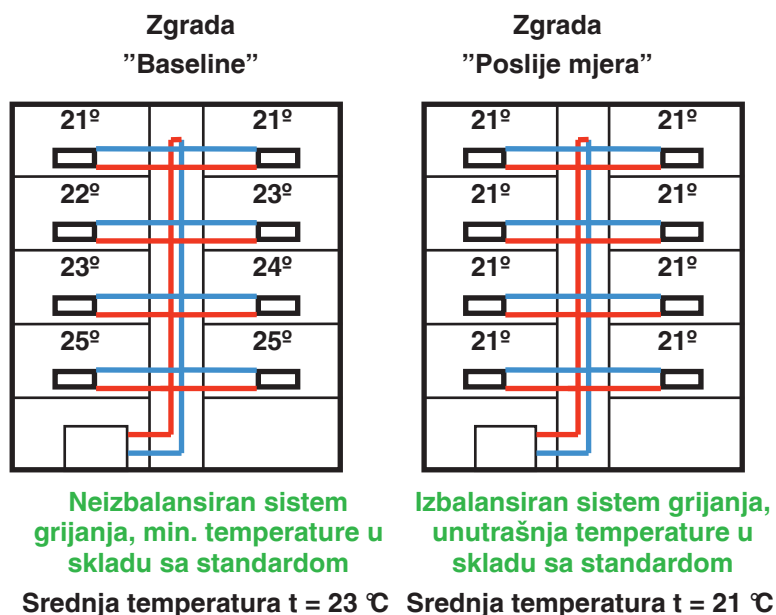 Zgrada
”Baseline”
21º 21º
22º 23º
23º 24º
25º 25º
Neizbalansiran sistem
grijanja, min. temperature u
skladu sa standardom
Srednja temperatura t = 23 °C
Zgrada
”Poslije mjera”
21º 21º
21º 21º
21º 21º
21º 21º
Izbalansiran sistem grijanja,
unutrašnja temperature u
skladu sa standardom
Srednja temperatura t = 21 °C